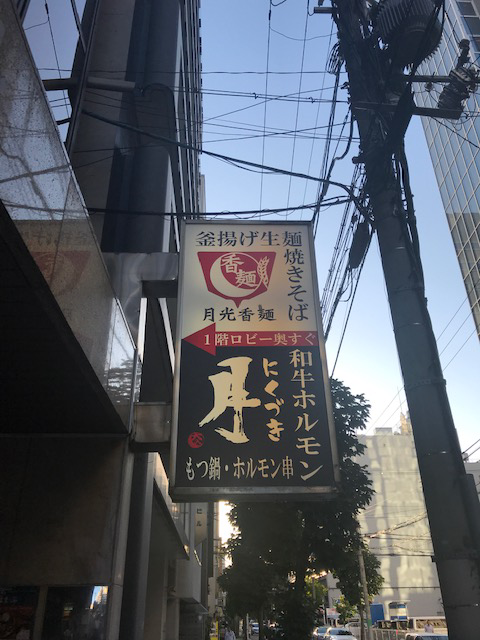 釜揚げ生麺
焼きそば
香麺
月光香麺
1階ロビー奥すぐ
和牛ホルモン
にくづき
月
もつ鍋・ホルモン串